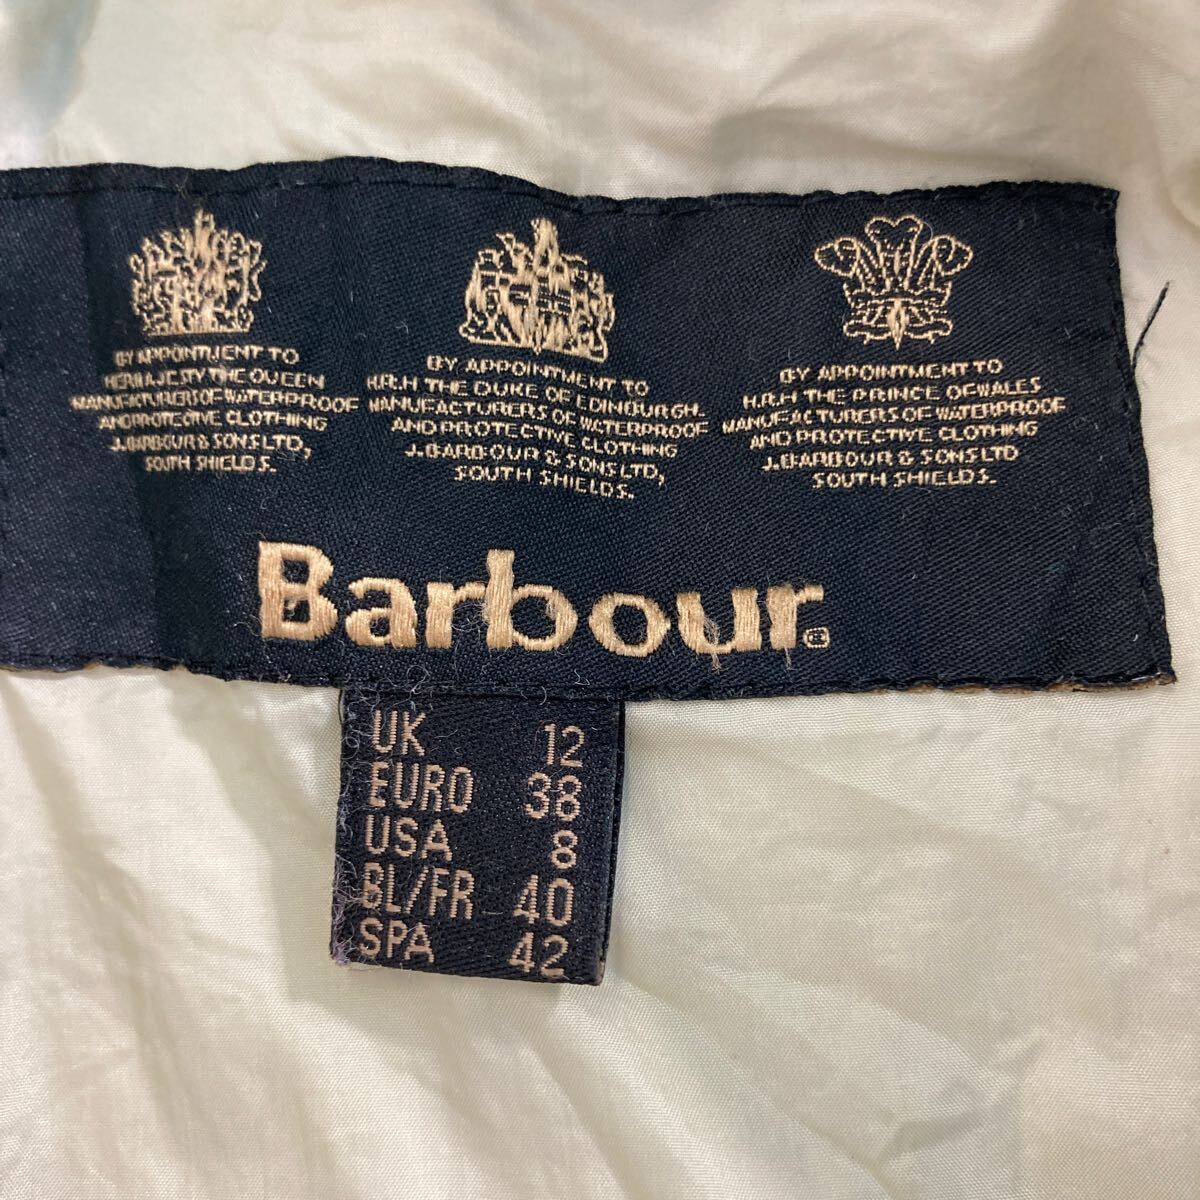 BY APPOINTMENT TO
HER MAJESTY THE QUEEN
MANUFACTURERS OF WATERPROOF
AND PROTECTIVE CLOTHING
J. BARBOUR & SONS LTD,
SOUTH SHIELDS.
BY APPOINTMENT TO
H.R.H THE DUKE OF EDINBURGH.
MANUFACTURERS OF WATERPROOF
AND PROTECTIVE CLOTHING
J. BARBOUR & SONS LTD,
SOUTH SHIELDS.
BY APPOINTMENT TO
H.R.H THE PRINCE OF WALES
MANUFACTURERS OF WATERPROOF
AND PROTECTIVE CLOTHING
J. BARBOUR & SONS LTD
SOUTH SHIELDS.
Barbour®
UK 12
EURO 38
USA 8
BL/FR 40
SPA 42